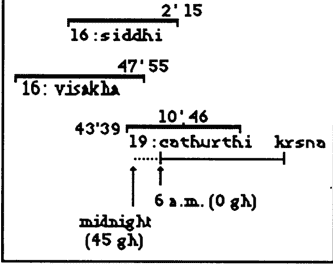 2' 15
16 :siddhi
47' 55
16: visakha
43'39 10'.46
19 :cathurthi krsna
6 a.m. (0 gh)
midnight
(45 gh)